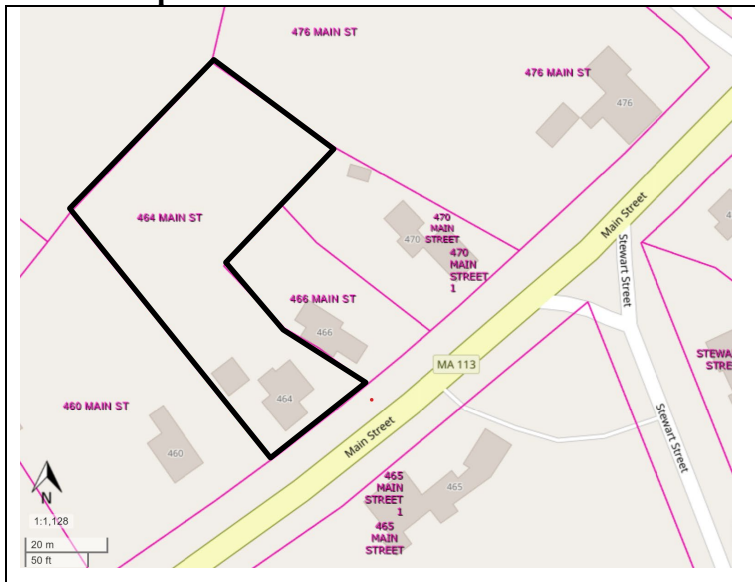 476 MAIN ST
476 MAIN ST
476
Main Street
464 MAIN ST
470
MAIN
STREET
470
470
MAIN
STREET
1
Stewart Street
466 MAIN ST
466
MA 113
464
460 MAIN ST
460
Main Street
Stewart Street
465
MAIN
STREET
1
465
465
MAIN
STREET
N
1:1,128
20 m
50 ft